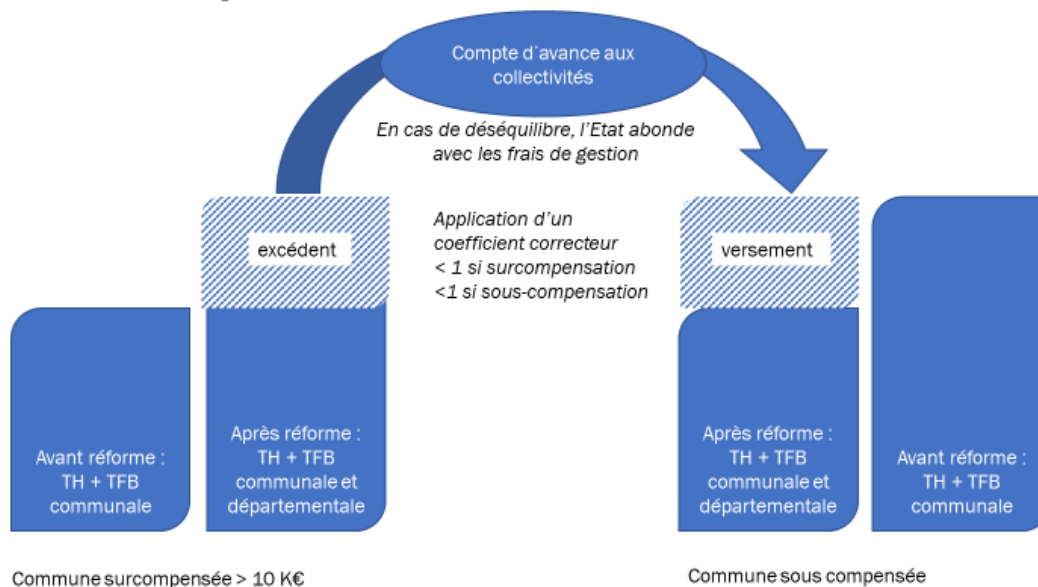 Compte d'avance aux
collectivités
En cas de déséquilibre, l'Etat abonde
avec les frais de gestion
excédent
Application d'un
coefficient correcteur
< 1 si surcompensation
<1 si sous-compensation
versement
Avant réforme :
TH + TFB
communale
Après réforme :
TH + TFB
communale et
départementale
Après réforme :
TH + TFB
communale et
départementale
Avant réforme :
TH + TFB
communale
Commune surcompensée > 10 K€
Commune sous compensée